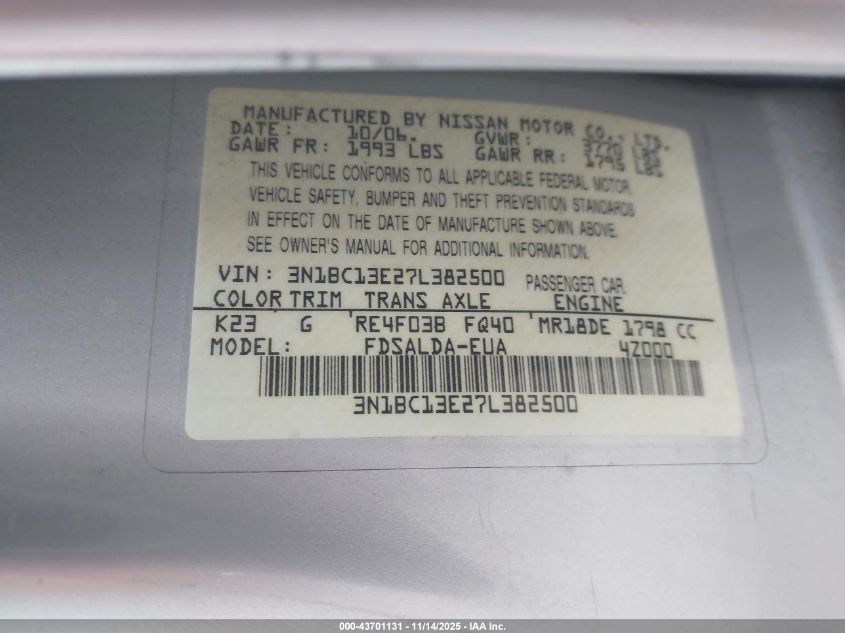 MANUFACTURED BY NISSAN MOTOR CO., LTD.
DATE: 10/06. GVWR: 3770 LBS
GAWR FR: 1993 LBS GAWR RR: 1795 LBS
THIS VEHICLE CONFORMS TO ALL APPLICABLE FEDERAL MOTOR
VEHICLE SAFETY, BUMPER AND THEFT PREVENTION STANDARDS
IN EFFECT ON THE DATE OF MANUFACTURE SHOWN ABOVE.
SEE OWNER'S MANUAL FOR ADDITIONAL INFORMATION.
VIN: 3N1BC13E27L382500 PASSENGER CAR
COLOR TRIM TRANS AXLE ENGINE
K23 G RE4F03B FQ40 MR18DE 1798 CC
MODEL: FDSALDA-EUA 4Z000
3N1BC13E27L382500
000-43701131 - 11/14/2025 - IAA Inc.